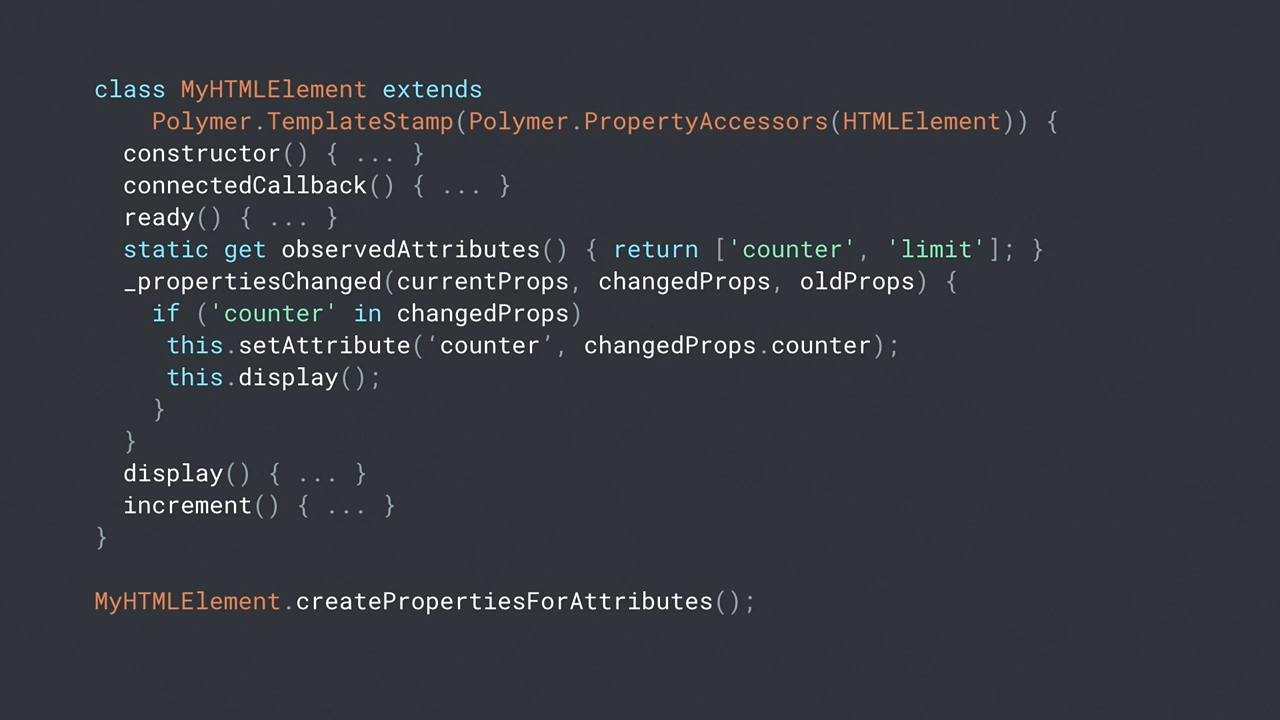 class MyHTMLElement extends
    Polymer.TemplateStamp(Polymer.PropertyAccessors(HTMLElement)) {
  constructor() { ... }
  connectedCallback() { ... }
  ready() { ... }
  static get observedAttributes() { return ['counter', 'limit']; }
  _propertiesChanged(currentProps, changedProps, oldProps) {
    if ('counter' in changedProps)
     this.setAttribute(‘counter’, changedProps.counter);
     this.display();
    }
  }
  display() { ... }
  increment() { ... }
}
MyHTMLElement.createPropertiesForAttributes();